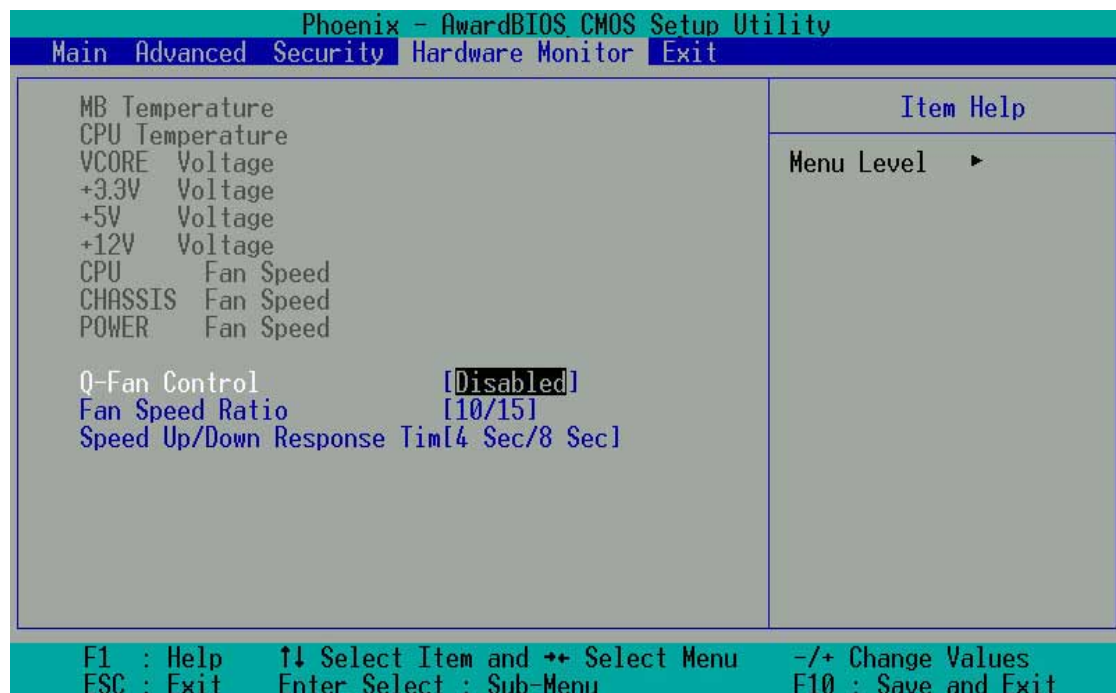 Phoenix - AwardBIOS CMOS Setup Utility
Main Advanced Security Hardware Monitor Exit
MB Temperature
CPU Temperature
VCORE Voltage
+3.3V Voltage
+5V Voltage
+12V Voltage
CPU Fan Speed
CHASSIS Fan Speed
POWER Fan Speed
Q-Fan Control [Disabled]
Fan Speed Ratio [10/15]
Speed Up/Down Response Tim[4 Sec/8 Sec]
Item Help
Menu Level ►
F1 : Help ↑↓ Select Item and →← Select Menu -/+ Change Values
ESC : Exit Enter Select : Sub-Menu F10 : Save and Exit